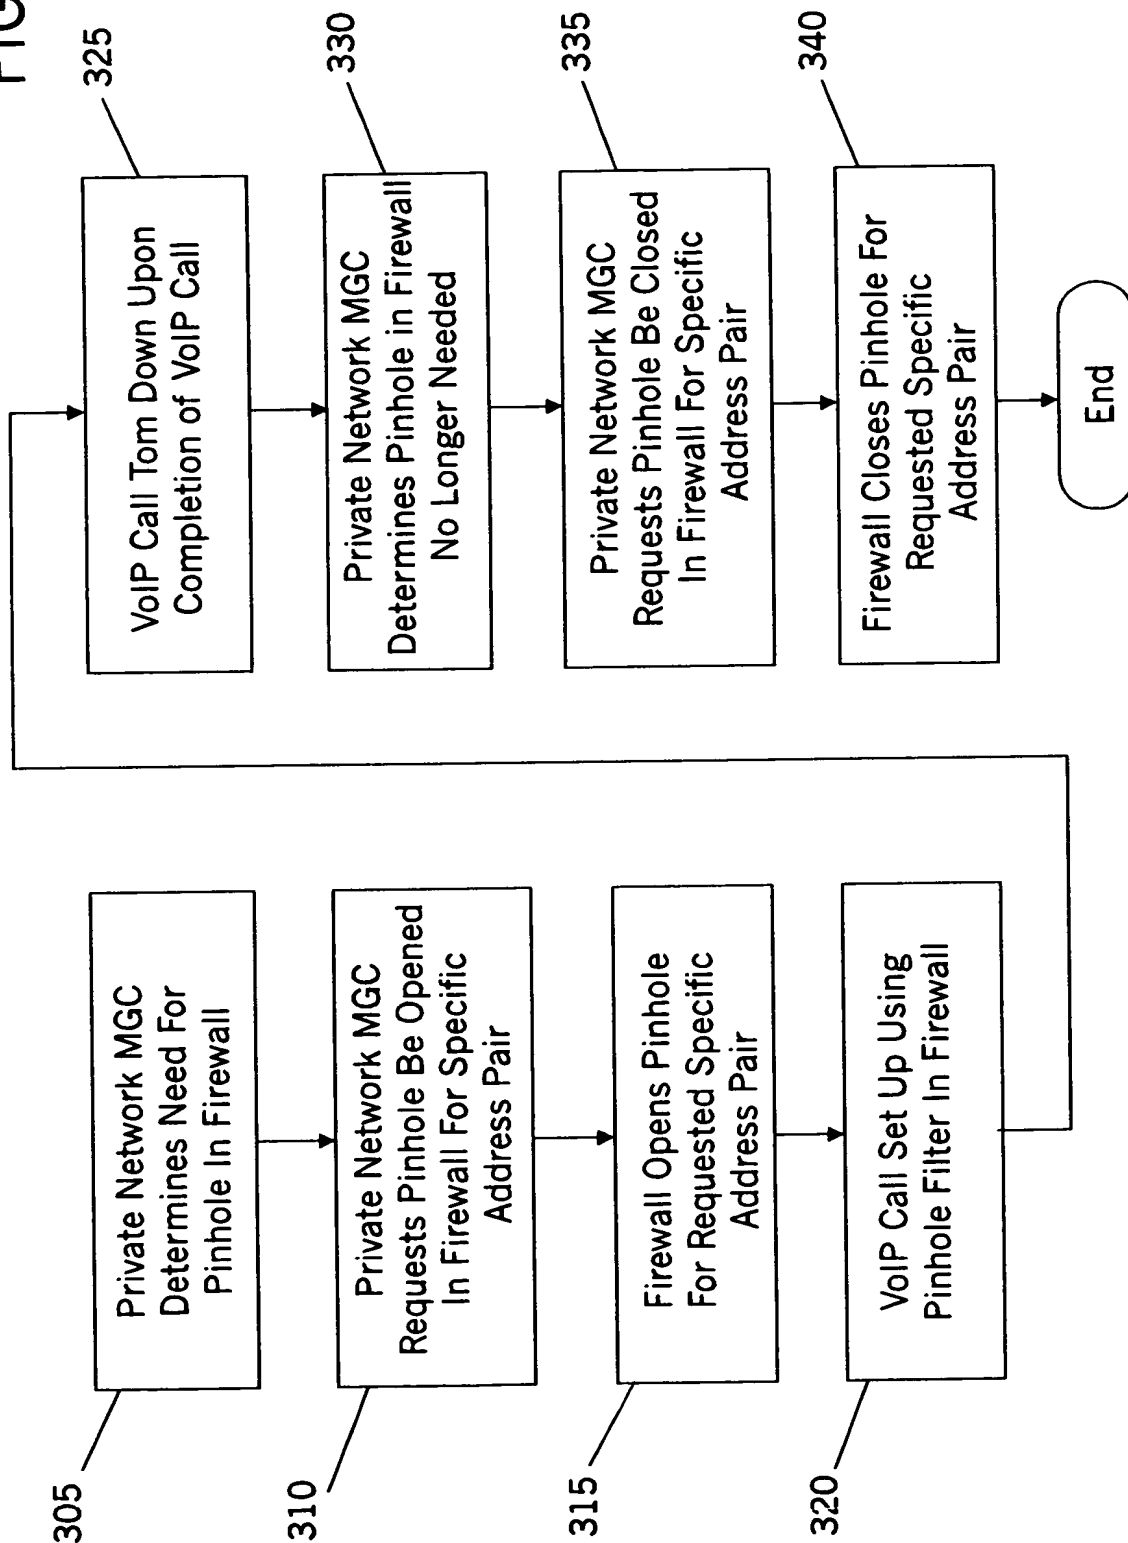 FIG
305
Private Network MGC
Determines Need For
Pinhole In Firewall
310
Private Network MGC
Requests Pinhole Be Opened
In Firewall For Specific
Address Pair
315
Firewall Opens Pinhole
For Requested Specific
Address Pair
320
VoIP Call Set Up Using
Pinhole Filter In Firewall
325
VoIP Call Tom Down Upon
Completion of VoIP Call
330
Private Network MGC
Determines Pinhole in Firewall
No Longer Needed
335
Private Network MGC
Requests Pinhole Be Closed
In Firewall For Specific
Address Pair
340
Firewall Closes Pinhole For
Requested Specific
Address Pair
End